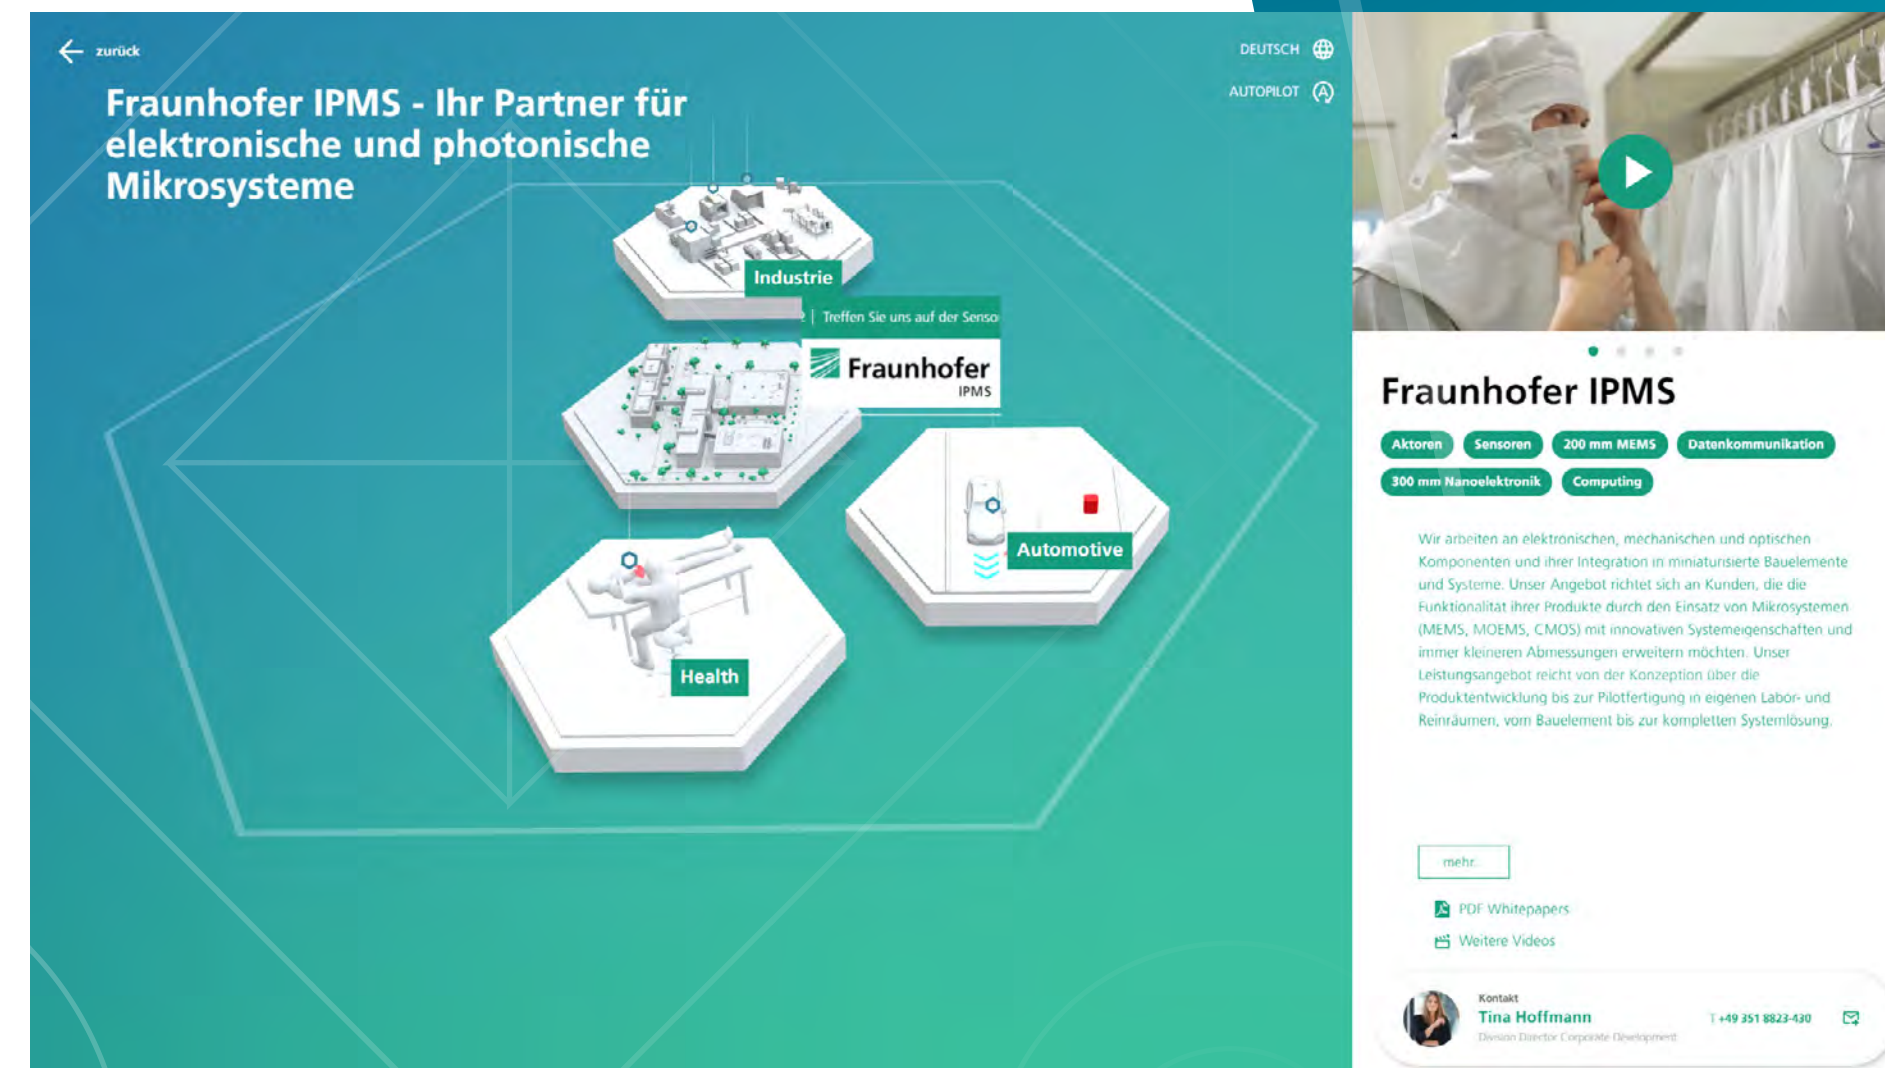 zurück
DEUTSCH
AUTOPILOT
Fraunhofer IPMS - Ihr Partner für
elektronische und photonische
Mikrosysteme
Industrie
Treffen Sie uns auf der Senso
Fraunhofer
IPMS
Automotive
Health
Fraunhofer IPMS
Aktoren Sensoren 200 mm MEMS Datenkommunikation
300 mm Nanoelektronik Computing
Wir arbeiten an elektronischen, mechanischen und optischen
Komponenten und ihrer Integration in miniaturisierte Bauelemente
und Systeme. Unser Angebot richtet sich an Kunden, die die
Funktionalität ihrer Produkte durch den Einsatz von Mikrosystemen
(MEMS, MOEMS, CMOS) mit innovativen Systemeigenschaften und
immer kleineren Abmessungen erweitern möchten. Unser
Leistungsangebot reicht von der Konzeption über die
Produktentwicklung bis zur Pilotfertigung in eigenen Labor- und
Reinräumen, vom Bauelement bis zur kompletten Systemlösung.
mehr..
PDF Whitepapers
Weitere Videos
Kontakt
Tina Hoffmann
Division Director Corporate Development
T +49 351 8823-430